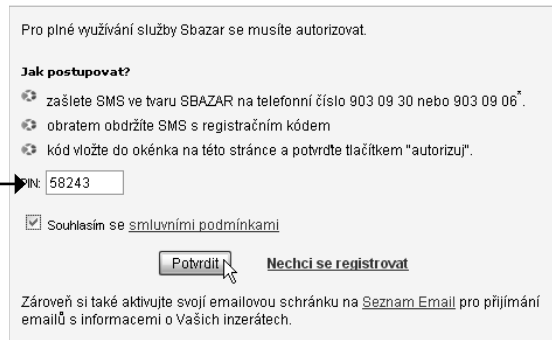 Pro plné využívání služby Sbazar se musíte autorizovat.
Jak postupovat?
zašlete SMS ve tvaru SBAZAR na telefonní číslo 903 09 30 nebo 903 09 06*.
obratem obdržíte SMS s registračním kódem
kód vložte do okénka na této stránce a potvrďte tlačítkem "autorizuj".
PIN: 58243
Souhlasím se smluvními podmínkami
Potvrdit Nechci se registrovat
Zároveň si také aktivujte svojí emailovou schránku na Seznam Email pro přijímání
emailů s informacemi o Vašich inzerátech.